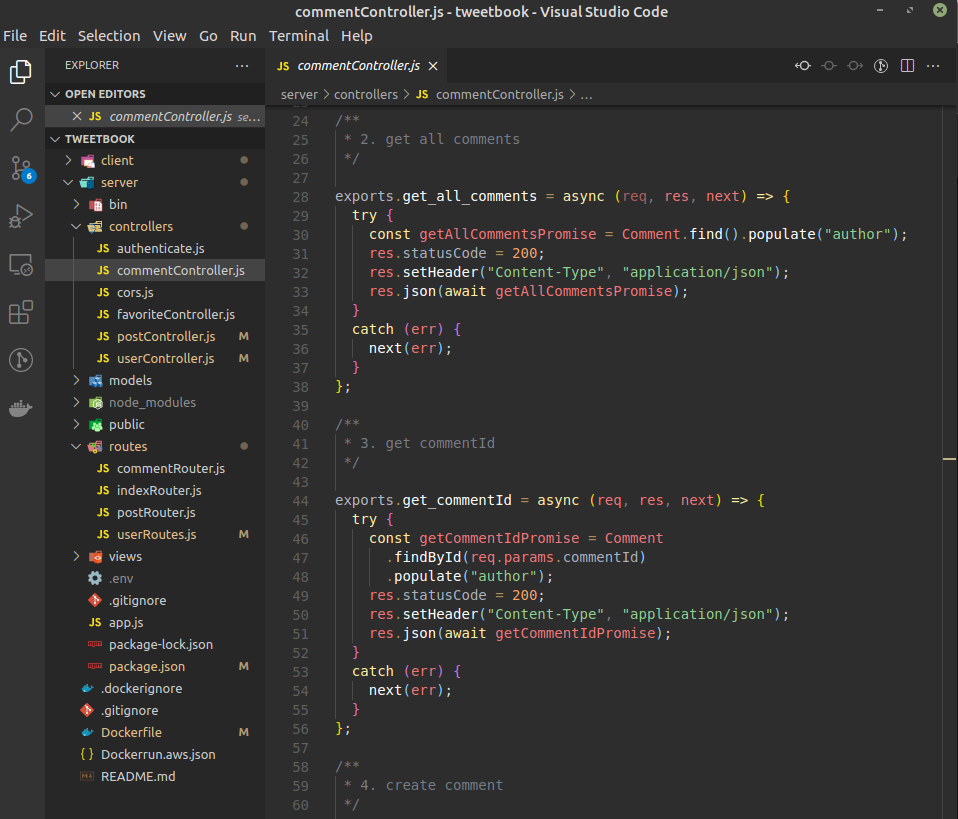 commentController.js - tweetbook - Visual Studio Code
File Edit Selection View Go Run Terminal Help
EXPLORER
OPEN EDITORS
JS commentController.js se...
TWEETBOOK
client
server
bin
controllers
JS authenticate.js
JS commentController.js
JS cors.js
JS favoriteController.js
JS postController.js M
JS userController.js M
models
node_modules
public
routes
JS commentRouter.js
JS indexRouter.js
JS postRouter.js
JS userRoutes.js M
views
.env
.gitignore
JS app.js
package-lock.json
package.json M
.dockerignore
.gitignore
Dockerfile M
{ } Dockerrun.aws.json
README.md
6
JS commentController.js
server > controllers > JS commentController.js > ...
24 /**
25 * 2. get all comments
26 */
27
28 exports.get_all_comments = async (req, res, next) => {
29 try {
30 const getAllCommentsPromise = Comment.find().populate("author");
31 res.statusCode = 200;
32 res.setHeader("Content-Type", "application/json");
33 res.json(await getAllCommentsPromise);
34 }
35 catch (err) {
36 next(err);
37 }
38 };
39
40 /**
41 * 3. get commentId
42 */
43
44 exports.get_commentId = async (req, res, next) => {
45 try {
46 const getCommentIdPromise = Comment
47 .findById(req.params.commentId)
48 .populate("author");
49 res.statusCode = 200;
50 res.setHeader("Content-Type", "application/json");
51 res.json(await getCommentIdPromise);
52 }
53 catch (err) {
54 next(err);
55 }
56 };
57
58 /**
59 * 4. create comment
60 */